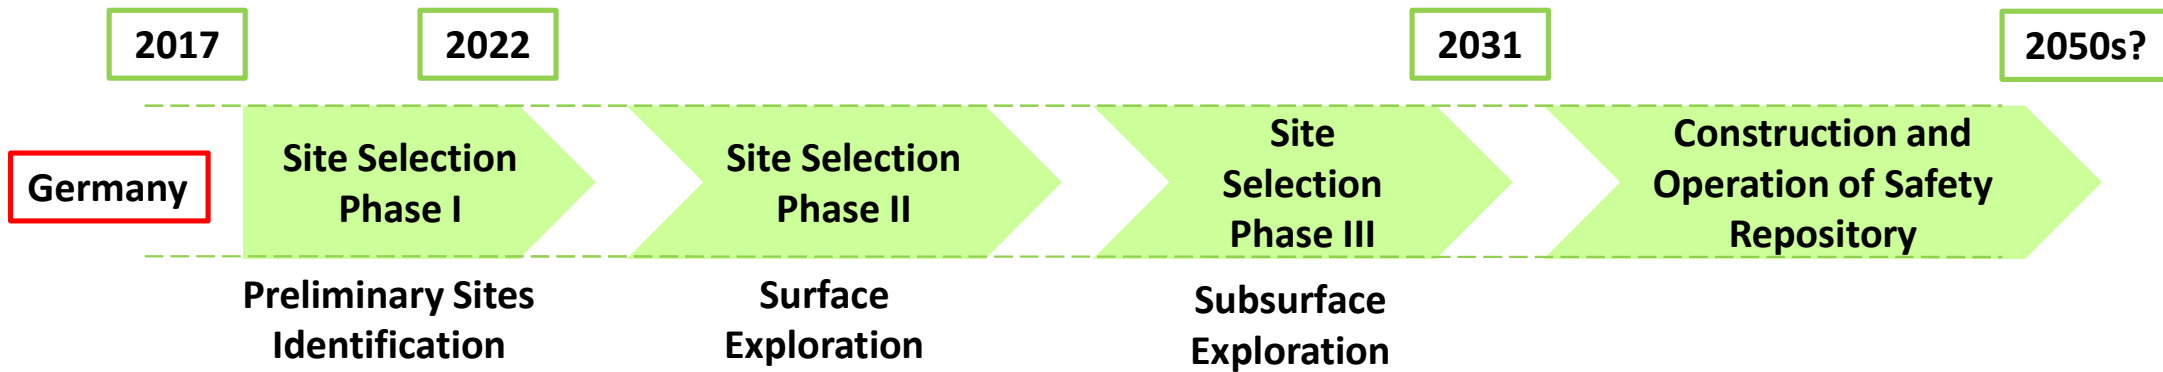 2017
2022
2031
2050s?
Germany
Site Selection
Phase I
Site Selection
Phase II
Site
Selection
Phase III
Construction and
Operation of Safety
Repository
Preliminary Sites
Identification
Surface
Exploration
Subsurface
Exploration